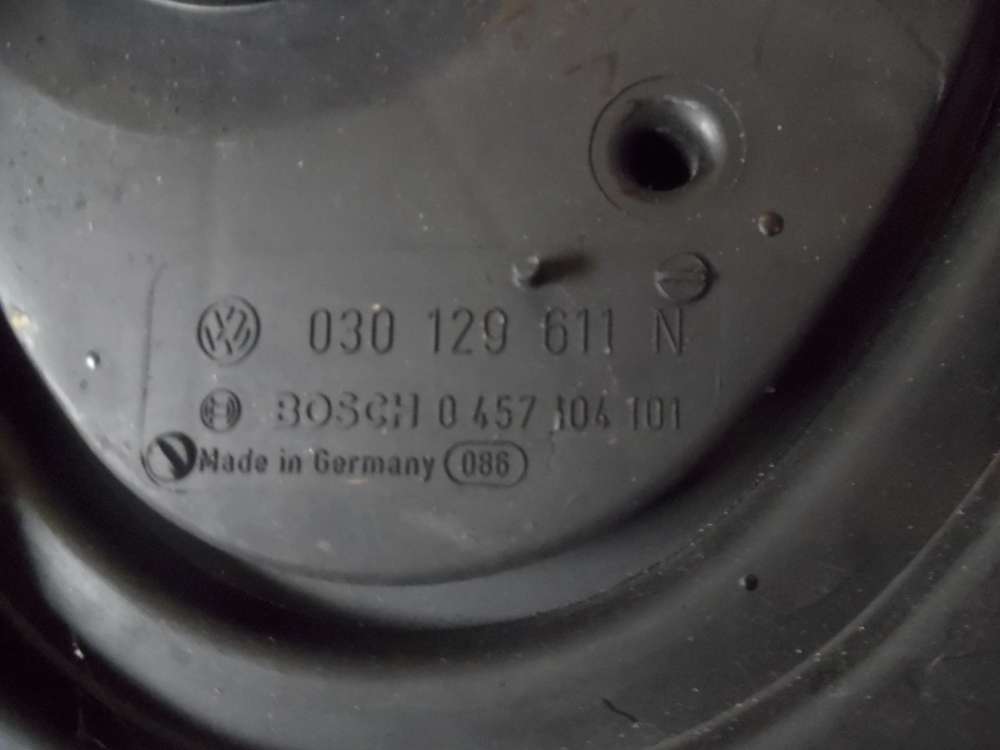 030 129 611 N
BOSCH 0 457 104 101
Made in Germany 086